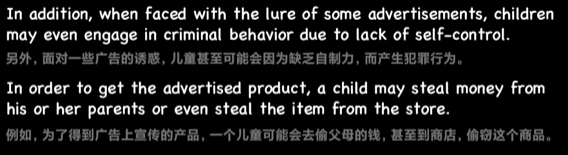 In addition, when faced with the lure of some advertisements, children
may even engage in criminal behavior due to lack of self-control.
另外，面对一些广告的诱惑，儿童甚至可能会因为缺乏自制力，而产生犯罪行为。
In order to get the advertised product, a child may steal money from
his or her parents or even steal the item from the store.
例如，为了得到广告上宣传的产品，一个儿童可能会去偷父母的钱，甚至到商店，偷窃这个商品。